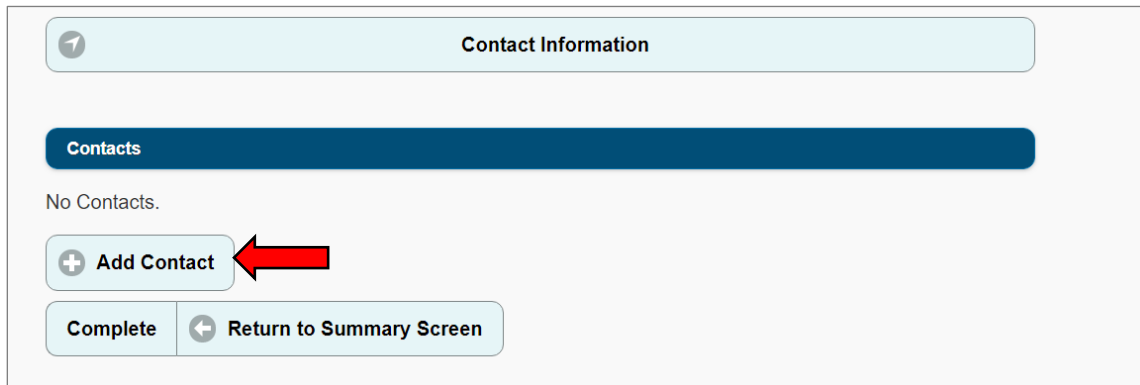 Contact Information
Contacts
No Contacts.
Add Contact
Complete Return to Summary Screen